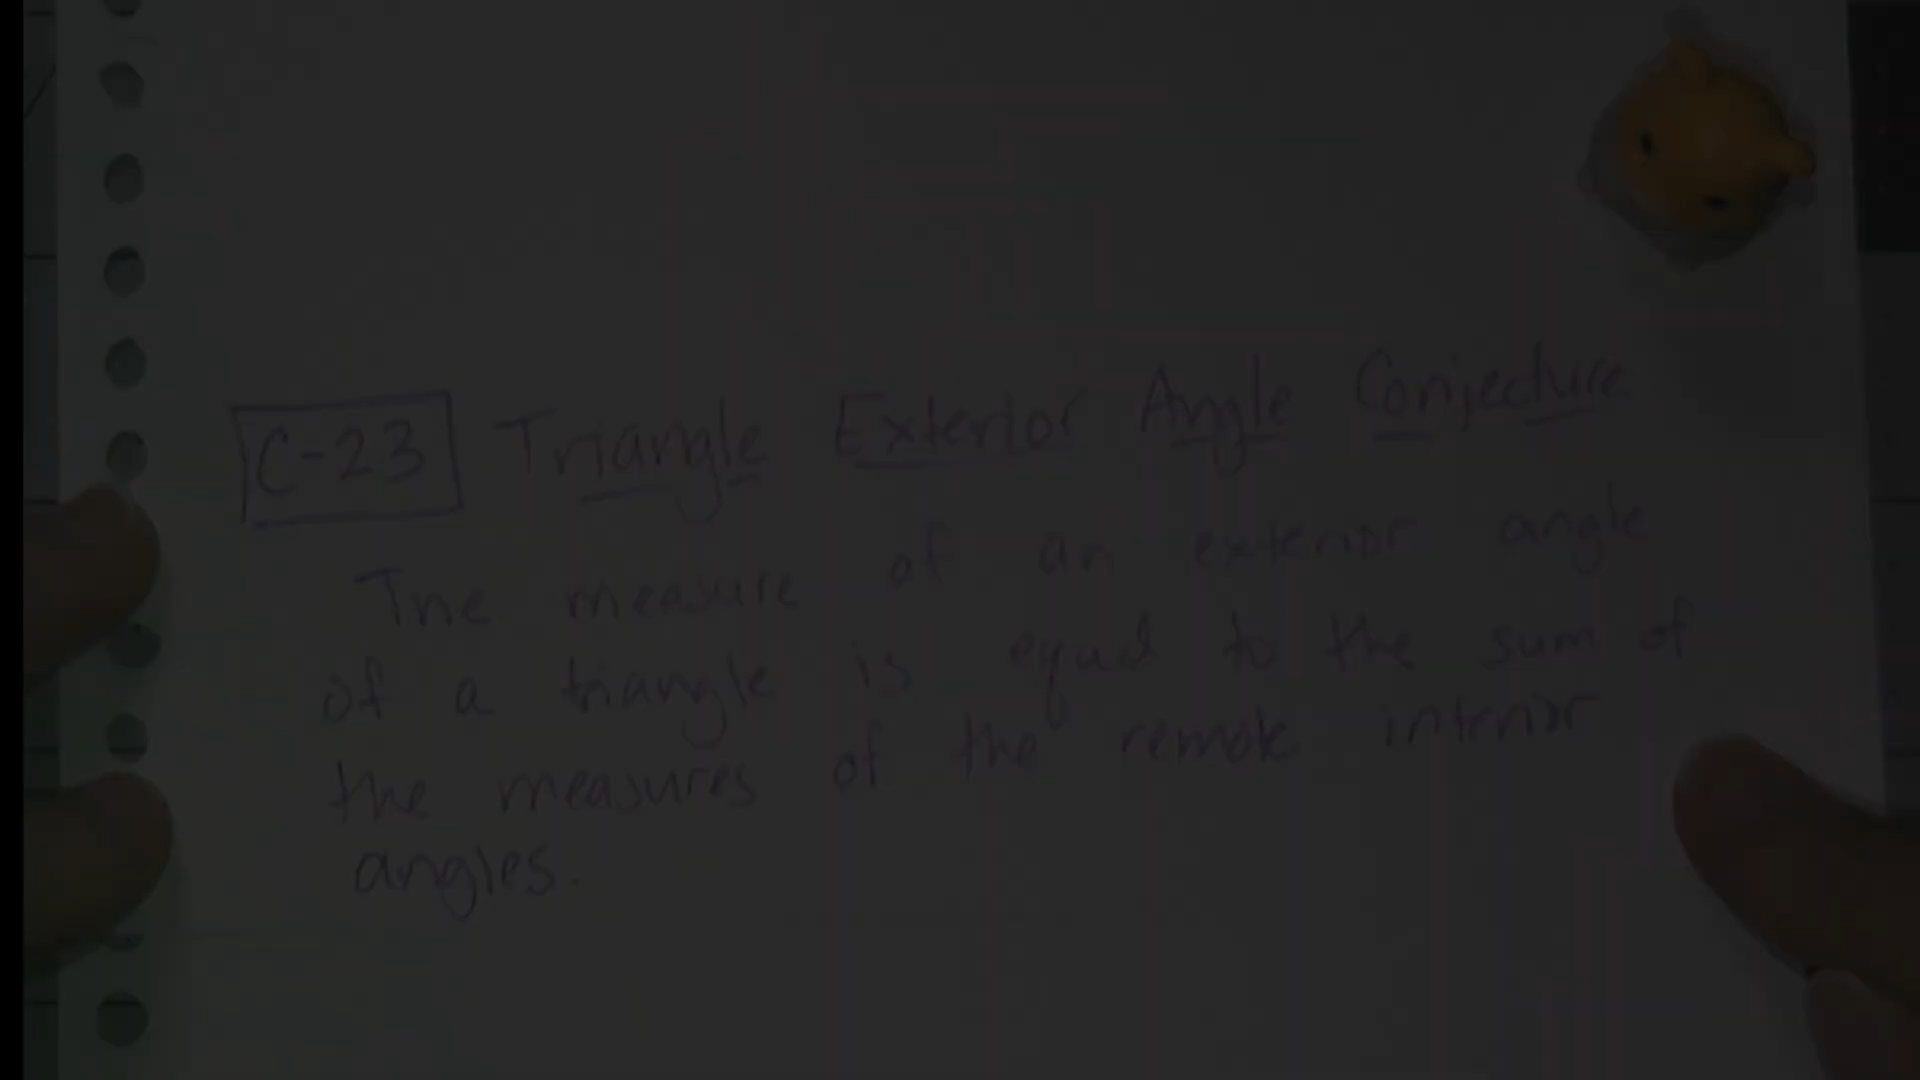 C-23 Triangle Exterior Angle Conjecture
The measure of an exterior angle
of a triangle is equal to the sum of
the measures of the remote interior
angles.